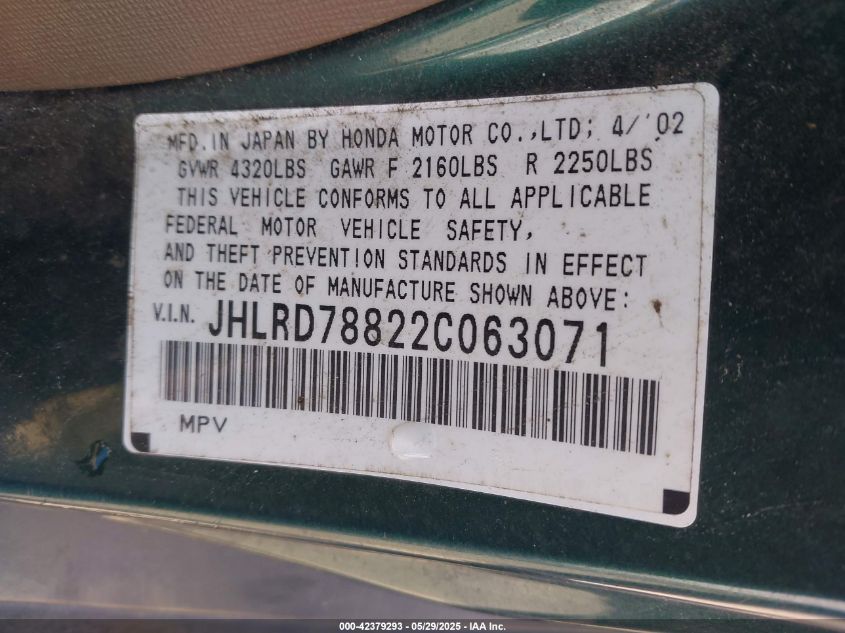 MFD.IN JAPAN BY HONDA MOTOR CO.,LTD; 4/'02
GVWR 4320LBS GAWR F 2160LBS R 2250LBS
THIS VEHICLE CONFORMS TO ALL APPLICABLE
FEDERAL MOTOR VEHICLE SAFETY,
AND THEFT PREVENTION STANDARDS IN EFFECT
ON THE DATE OF MANUFACTURE SHOWN ABOVE:
V.I.N. JHLRD78822C063071
MPV
000-42379293 — 05/29/2025 — IAA Inc.